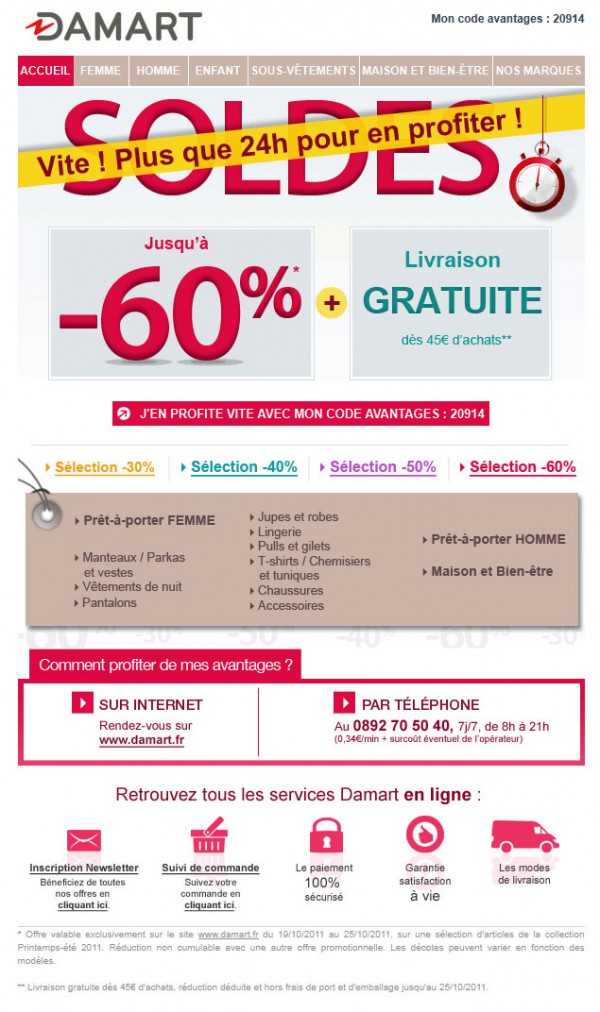 DAMART
Mon code avantages : 20914
ACCUEIL FEMME HOMME ENFANT SOUS-VÊTEMENTS MAISON ET BIEN-ÊTRE NOS MARQUES
SOLDES
Vite ! Plus que 24h pour en profiter !
Jusqu'à
-60%*
+
Livraison
GRATUITE
dès 45€ d'achats**
J'EN PROFITE VITE AVEC MON CODE AVANTAGES : 20914
Sélection -30% Sélection -40% Sélection -50% Sélection -60%
Prêt-à-porter FEMME
Manteaux / Parkas
et vestes
Vêtements de nuit
Pantalons
Jupes et robes
Lingerie
Pulls et gilets
T-shirts / Chemisiers
et tuniques
Chaussures
Accessoires
Prêt-à-porter HOMME
Maison et Bien-être
-60% -30% -50% -40% -60% -30
Comment profiter de mes avantages ?
SUR INTERNET
Rendez-vous sur
www.damart.fr
PAR TÉLÉPHONE
Au 0892 70 50 40, 7j/7, de 8h à 21h
(0,34€/min + surcoût éventuel de l'opérateur)
Retrouvez tous les services Damart en ligne :
Inscription Newsletter
Béneficiez de toutes
nos offres en
cliquant ici.
Suivi de commande
Suivez votre
commande en
cliquant ici.
Le paiement
100%
sécurisé
Garantie
satisfaction
à vie
Les modes
de livraison
* Offre valable exclusivement sur le site www.damart.fr du 19/10/2011 au 25/10/2011, sur une sélection d'articles de la collection
Printemps-été 2011. Réduction non cumulable avec une autre offre promotionnelle. Les décotes peuvent varier en fonction des
modèles.
** Livraison gratuite dès 45€ d'achats, réduction déduite et hors frais de port et d'emballage jusqu'au 25/10/2011.